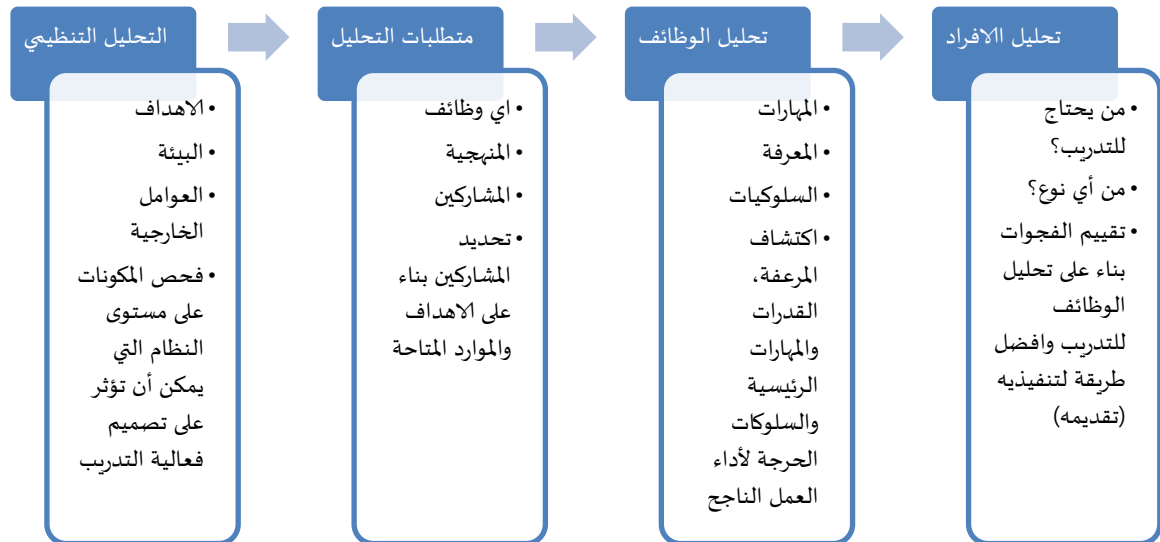 التحليل التنظيمي
• الاهداف
• البيئة
• العوامل
الخارجية
• فحص المكونات
على مستوى
النظام التي
يمكن أن تؤثر
على تصميم
فعالية التدريب
متطلبات التحليل
• اي وظائف
• المنهجية
• المشاركين
• تحديد
المشاركين بناء
على الاهداف
والموارد المتاحة
تحليل الوظائف
• المهارات
• المعرفة
• السلوكيات
• اكتشاف
المرعفة،
القدرات
والمهارات
الرئيسية
والسلوكات
الحرجة لأداء
العمل الناجح
تحليل الافراد
• من يحتاج
للتدريب؟
• من أي نوع؟
• تقييم الفجوات
بناء على تحليل
الوظائف
للتدريب وافضل
طريقة لتنفيذيه
(تقديمه)